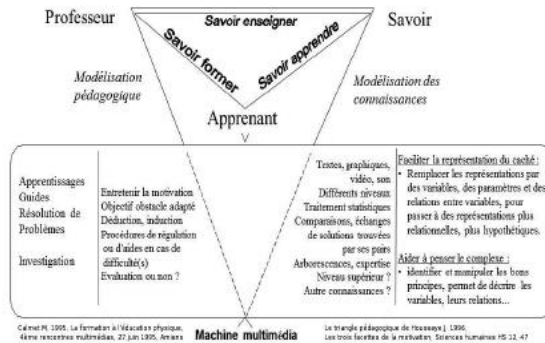 Professeur
Savoir enseigner
Savoir
Savoir former
Savoir apprendre
Modélisation
pédagogique
Modélisation des
connaissances
Apprenant
Apprentissages
Guides
Résolution de
Problèmes
Investigation
Entretenir la motivation
Objectif obstacle adapté
Déduction, induction
Procédures de régulation
ou d'aides en cas de
difficulté(s)
Evaluation ou non ?
Textes, graphiques,
vidéo, son
Différents niveaux
Traitement statistiques
Comparaisons, échanges
de solutions trouvées
par ses pairs
Arborescences, expertise
Niveau supérieur ?
Autre connaissances ?
Faciliter la représentation du caché :
• Remplacer les représentations par
des variables, des paramètres et des
relations entre variables, pour
passer à des représentations plus
relationnelles, plus hypothétiques.
Aider à penser le complexe :
• identifier et manipuler les bons
principes, permet de décrire les
variables, leurs relations...
Calmet M, 1995, La formation à l'éducation physique,
4ème rencontres multimédias, 27 juin 1995, Amiens
Machine multimédia
Le triangle pédagogique de Houssaye J, 1996
Les trois facettes de la motivation, Sciences humaines HS 12, 47